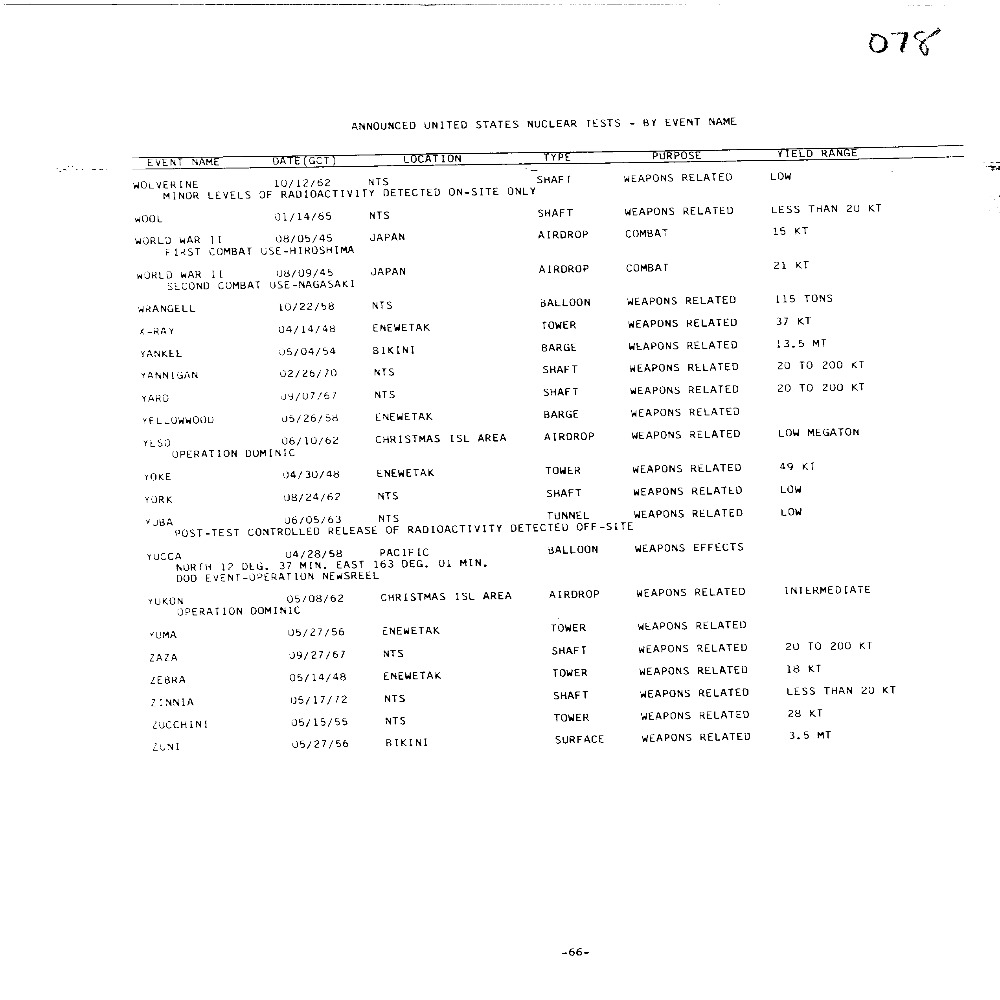 078
ANNOUNCED UNITED STATES NUCLEAR TESTS - BY EVENT NAME
EVENT NAME DATE(GCT) LOCATION TYPE PURPOSE YIELD RANGE
WOLVERINE 10/12/62 NTS SHAFT WEAPONS RELATED LOW
MINOR LEVELS OF RADIOACTIVITY DETECTED ON-SITE ONLY
WOOL 01/14/65 NTS SHAFT WEAPONS RELATED LESS THAN 20 KT
WORLD WAR II 08/05/45 JAPAN AIRDROP COMBAT 15 KT
FIRST COMBAT USE-HIROSHIMA
WORLD WAR II 08/09/45 JAPAN AIRDROP COMBAT 21 KT
SECOND COMBAT USE-NAGASAKI
WRANGELL 10/22/58 NTS BALLOON WEAPONS RELATED 115 TONS
X-RAY 04/14/48 ENEWETAK TOWER WEAPONS RELATED 37 KT
YANKEE 05/04/54 BIKINI BARGE WEAPONS RELATED 13.5 MT
YANNIGAN 02/26/70 NTS SHAFT WEAPONS RELATED 20 TO 200 KT
YARD 09/07/67 NTS SHAFT WEAPONS RELATED 20 TO 200 KT
YELLOWWOOD 05/26/58 ENEWETAK BARGE WEAPONS RELATED
YESO 06/10/62 CHRISTMAS ISL AREA AIRDROP WEAPONS RELATED LOW MEGATON
OPERATION DOMINIC
YOKE 04/30/48 ENEWETAK TOWER WEAPONS RELATED 49 KT
YORK 08/24/62 NTS SHAFT WEAPONS RELATED LOW
YUBA 06/05/63 NTS TUNNEL WEAPONS RELATED LOW
POST-TEST CONTROLLED RELEASE OF RADIOACTIVITY DETECTED OFF-SITE
YUCCA 04/28/58 PACIFIC BALLOON WEAPONS EFFECTS
NORTH 12 DEG. 37 MIN. EAST 163 DEG. 01 MIN.
DOD EVENT-OPERATION NEWSREEL
YUKON 05/08/62 CHRISTMAS ISL AREA AIRDROP WEAPONS RELATED INTERMEDIATE
OPERATION DOMINIC
YUMA 05/27/56 ENEWETAK TOWER WEAPONS RELATED
ZAZA 09/27/67 NTS SHAFT WEAPONS RELATED 20 TO 200 KT
ZEBRA 05/14/48 ENEWETAK TOWER WEAPONS RELATED 18 KT
ZINNIA 05/17/72 NTS SHAFT WEAPONS RELATED LESS THAN 20 KT
ZUCCHINI 05/15/55 NTS TOWER WEAPONS RELATED 28 KT
ZUNI 05/27/56 BIKINI SURFACE WEAPONS RELATED 3.5 MT
-66-